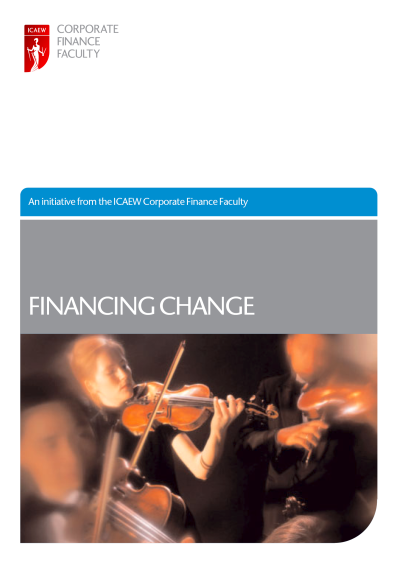 ICAEW
CORPORATE
FINANCE
FACULTY
An initiative from the ICAEW Corporate Finance Faculty
FINANCING CHANGE